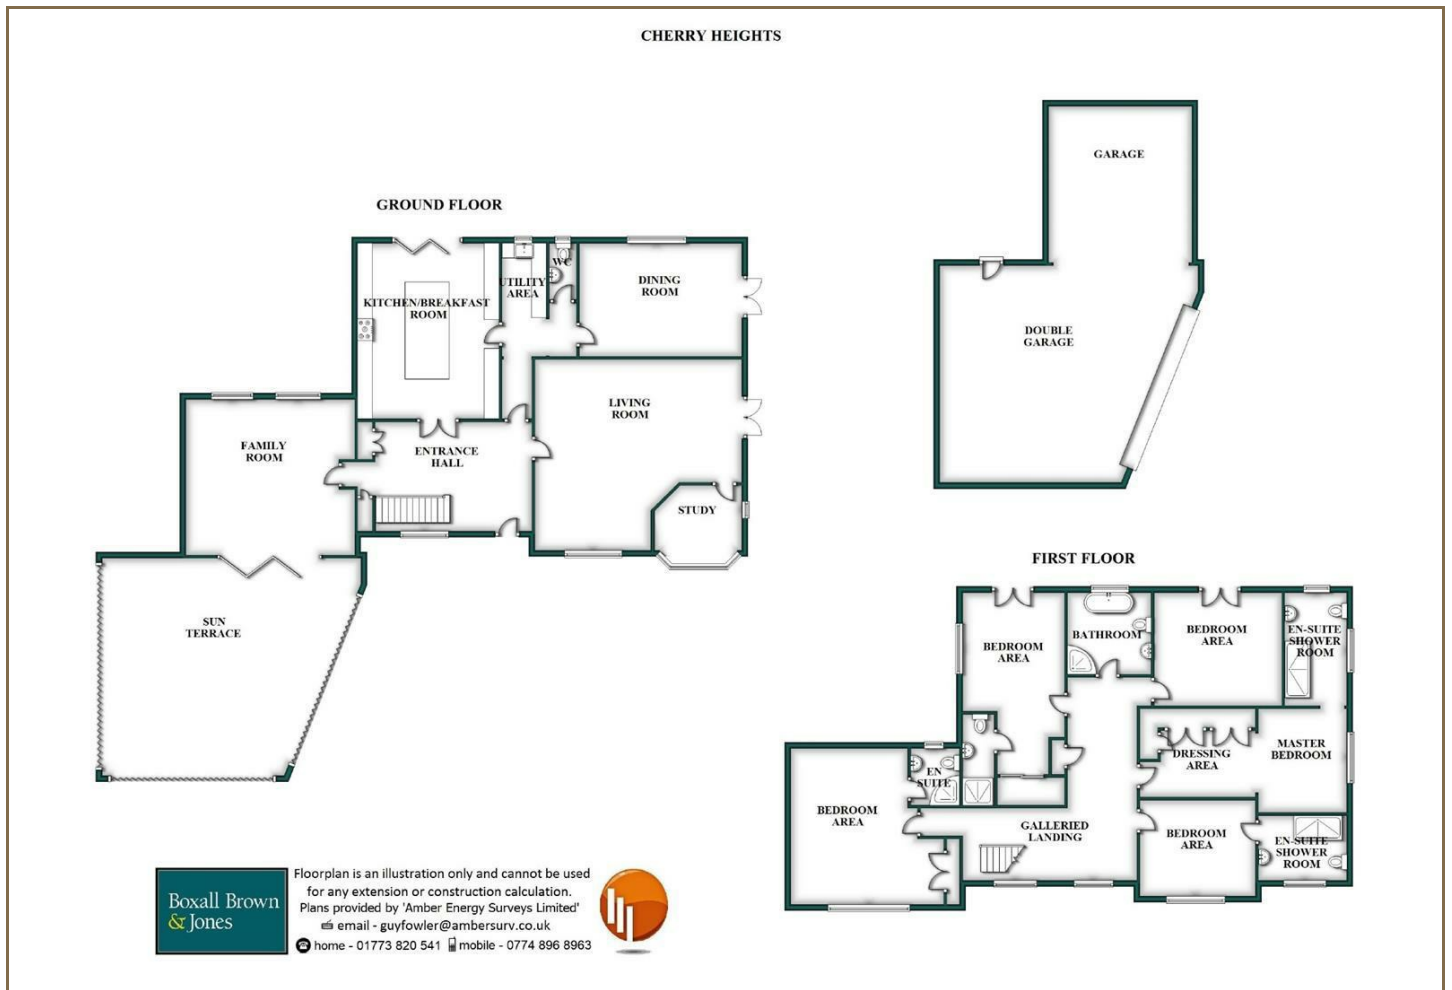 CHERRY HEIGHTS
GROUND FLOOR
KITCHEN/BREAKFAST
ROOM
UTILITY
AREA
WC
DINING
ROOM
LIVING
ROOM
FAMILY
ROOM
ENTRANCE
HALL
STUDY
SUN
TERRACE
GARAGE
DOUBLE
GARAGE
FIRST FLOOR
BEDROOM
AREA
BATHROOM
BEDROOM
AREA
EN-SUITE
SHOWER
ROOM
DRESSING
AREA
MASTER
BEDROOM
EN
SUITE
BEDROOM
AREA
GALLERIED
LANDING
BEDROOM
AREA
EN-SUITE
SHOWER
ROOM
Boxall Brown
& Jones
Floorplan is an illustration only and cannot be used
for any extension or construction calculation.
Plans provided by 'Amber Energy Surveys Limited'
email - guyfowler@ambersurv.co.uk
home - 01773 820 541 mobile - 0774 896 8963